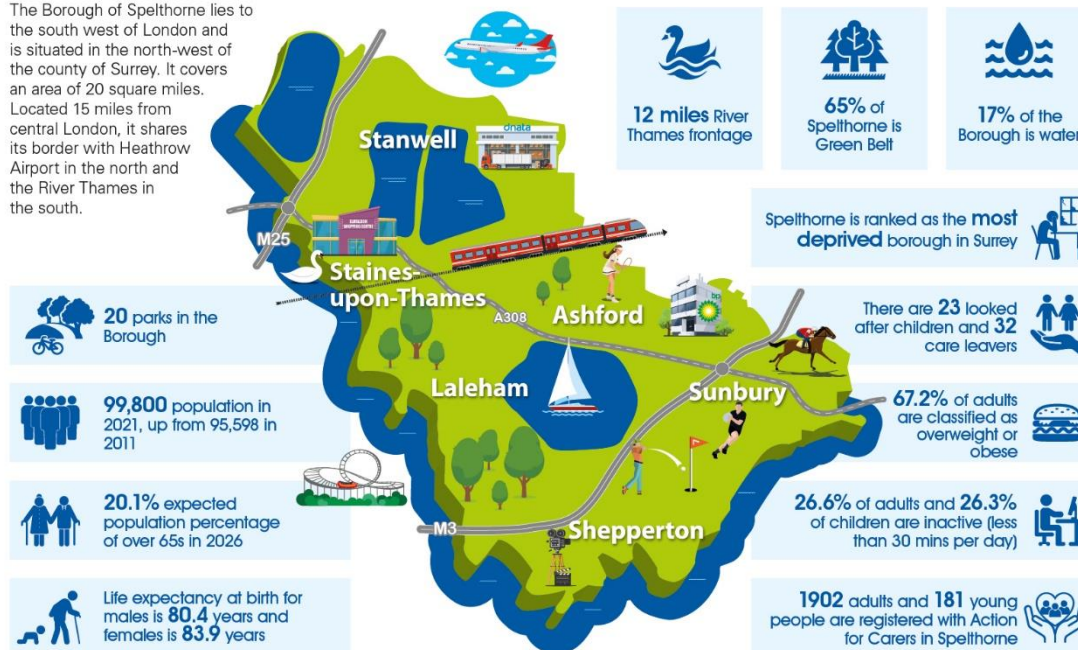 The Borough of Spelthorne lies to
the south west of London and
is situated in the north-west of
the county of Surrey. It covers
an area of 20 square miles.
Located 15 miles from
central London, it shares
its border with Heathrow
Airport in the north and
the River Thames in
the south.
12 miles River
Thames frontage
65% of
Spelthorne is
Green Belt
17% of the
Borough is water
Spelthorne is ranked as the most
deprived borough in Surrey
There are 23 looked
after children and 32
care leavers
67.2% of adults
are classified as
overweight or
obese
26.6% of adults and 26.3%
of children are inactive (less
than 30 mins per day)
1902 adults and 181 young
people are registered with Action
for Carers in Spelthorne
20 parks in the
Borough
99,800 population in
2021, up from 95,598 in
2011
20.1% expected
population percentage
of over 65s in 2026
Life expectancy at birth for
males is 80.4 years and
females is 83.9 years
Stanwell
dnata
M25
Staines-
upon-Thames
A308
Ashford
bp
Laleham
Sunbury
M3
Shepperton